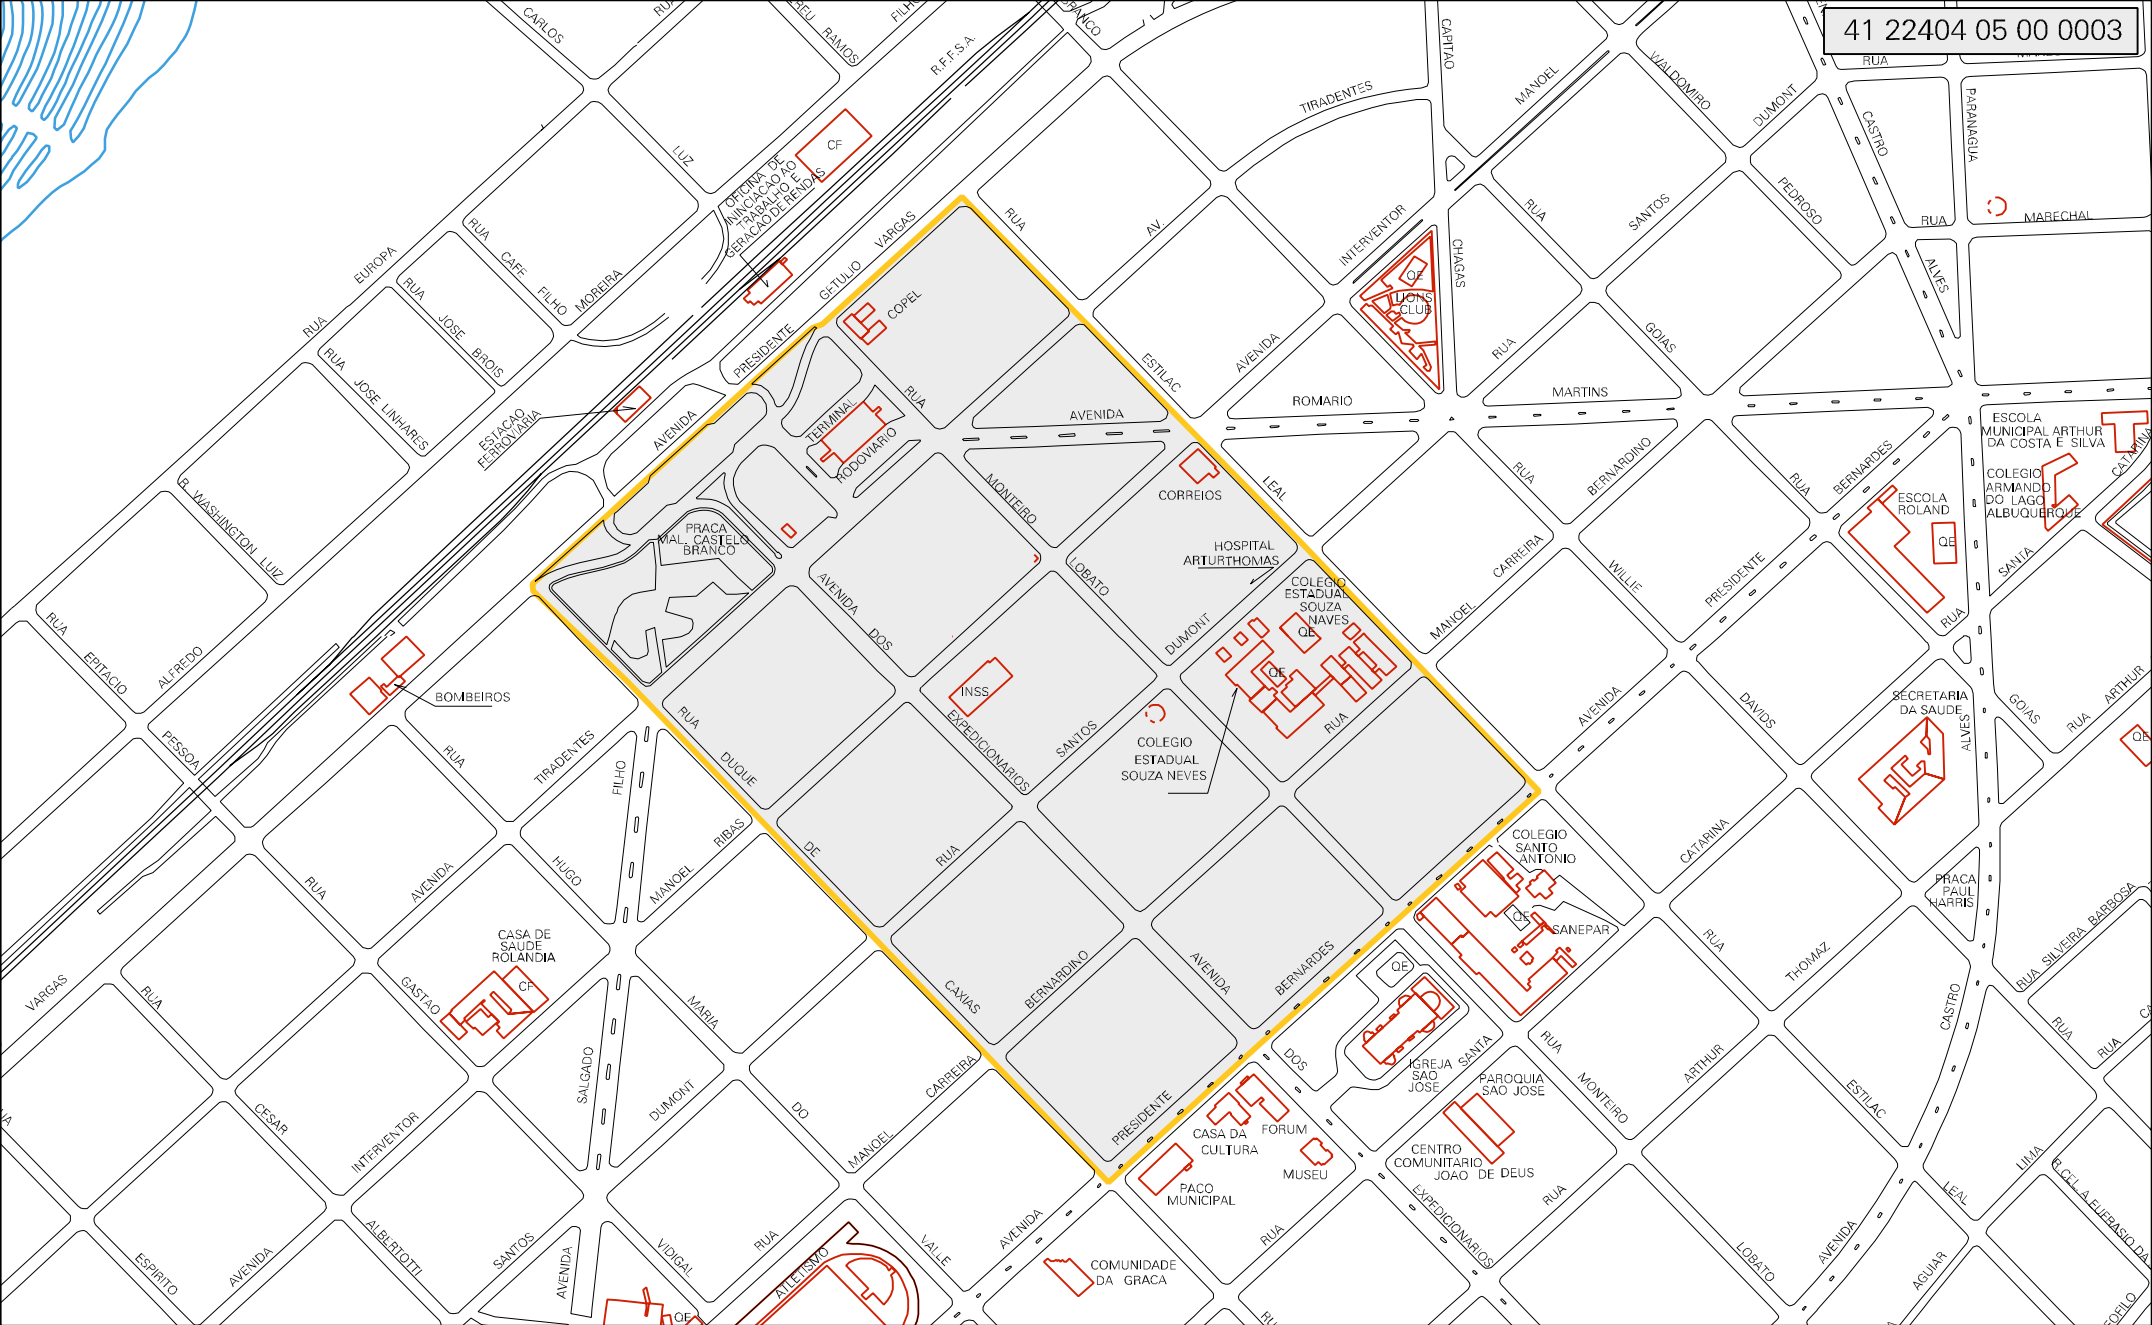 41 22404 05 00 0003
CARLOS
RAMOS
R.F.F.S.A.
CAPITAO
MANOEL
WALDOMIRO
DUMONT
RUA
CASTRO
PARANAGUA
TIRADENTES
LUZ
CF
OFICINA DE
ININCIACAO AO
TRABALHO E
GERACAO DE RENDAS
PRESIDENTE
GETULIO
VARGAS
RUA
AV.
INTERVENTOR
CHAGAS
RUA
SANTOS
PEDROSO
RUA
MARECHAL
EUROPA
RUA
CAFE
FILHO
MOREIRA
RUA
JOSE
BROIS
RUA
RUA
JOSE LINHARES
QE
LIONS
CLUB
COPEL
ESTILAC
AVENIDA
RUA
GOIAS
ALVES
AVENIDA
ROMARIO
MARTINS
ESTACAO
FERROVIARIA
AVENIDA
TERMINAL
RODOVIARIO
RUA
MONTEIRO
LOBATO
CORREIOS
LEAL
RUA
BERNARDINO
RUA
BERNARDES
ESCOLA
MUNICIPAL ARTHUR
DA COSTA E SILVA
CATARINA
COLEGIO
ARMANDO
DO LAGO
ALBUQUERQUE
ESCOLA
ROLAND
QE
R. WASHINGTON LUIZ
PRACA
MAL. CASTELO
BRANCO
HOSPITAL
ARTURTHOMAS
COLEGIO
ESTADUAL
SOUZA
NAVES
QE
QE
CARREIRA
WILLIE
PRESIDENTE
SANTA
RUA
MANOEL
DUMONT
AVENIDA
DOS
EXPEDICIONARIOS
INSS
SANTOS
COLEGIO
ESTADUAL
SOUZA NEVES
RUA
RUA
EPITACIO
PESSOA
ALFREDO
BOMBEIROS
RUA
TIRADENTES
FILHO
RUA
DUQUE
DE
CAXIAS
AVENIDA
DAVIDS
SECRETARIA
DA SAUDE
ALVES
GOIAS
RUA
ARTHUR
QE
RIBAS
MANOEL
HUGO
AVENIDA
RUA
RUA
COLEGIO
SANTO
ANTONIO
QE
SANEPAR
CATARINA
PRACA
PAUL
HARRIS
RUA SILVEIRA BARBOSA
CASA DE
SAUDE
ROLANDIA
CF
GASTAO
VARGAS
RUA
BERNARDINO
AVENIDA
BERNARDES
QE
IGREJA
SAO
JOSE
SANTA
RUA
THOMAZ
CASTRO
RUA
RUA
MARIA
SALGADO
DUMONT
DO
CARREIRA
MANOEL
CESAR
INTERVENTOR
PRESIDENTE
DOS
CASA DA
CULTURA
FORUM
MUSEU
PACO
MUNICIPAL
PAROQUIA
SAO JOSE
CENTRO
COMUNITARIO
JOAO DE DEUS
RUA
MONTEIRO
ARTHUR
ESTILAC
LIMA
R.CEL. A. EUFRASIO DA
LEAL
ESPIRITO
AVENIDA
ALBERTOTTI
SANTOS
AVENIDA
VIDIGAL
RUA
ATLETISMO
QE
VALLE
AVENIDA
COMUNIDADE
DA GRACA
RUA
EXPEDICIONARIOS
RUA
LOBATO
AVENIDA
AGUIAR